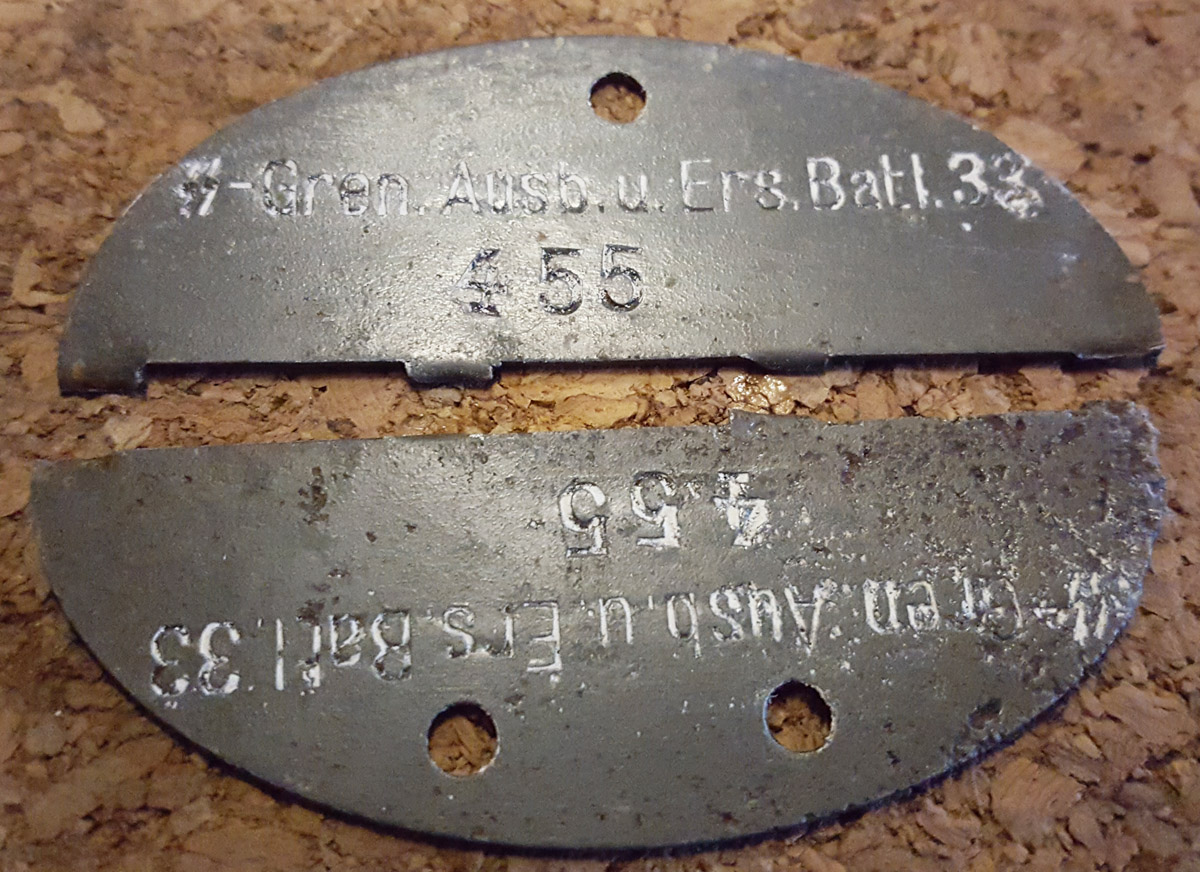 ᛋᛋ-Gren. Ausb. u. Ers. Batl. 33
455
455
ᛋᛋ-Gren. Ausb. u. Ers. Batl. 33